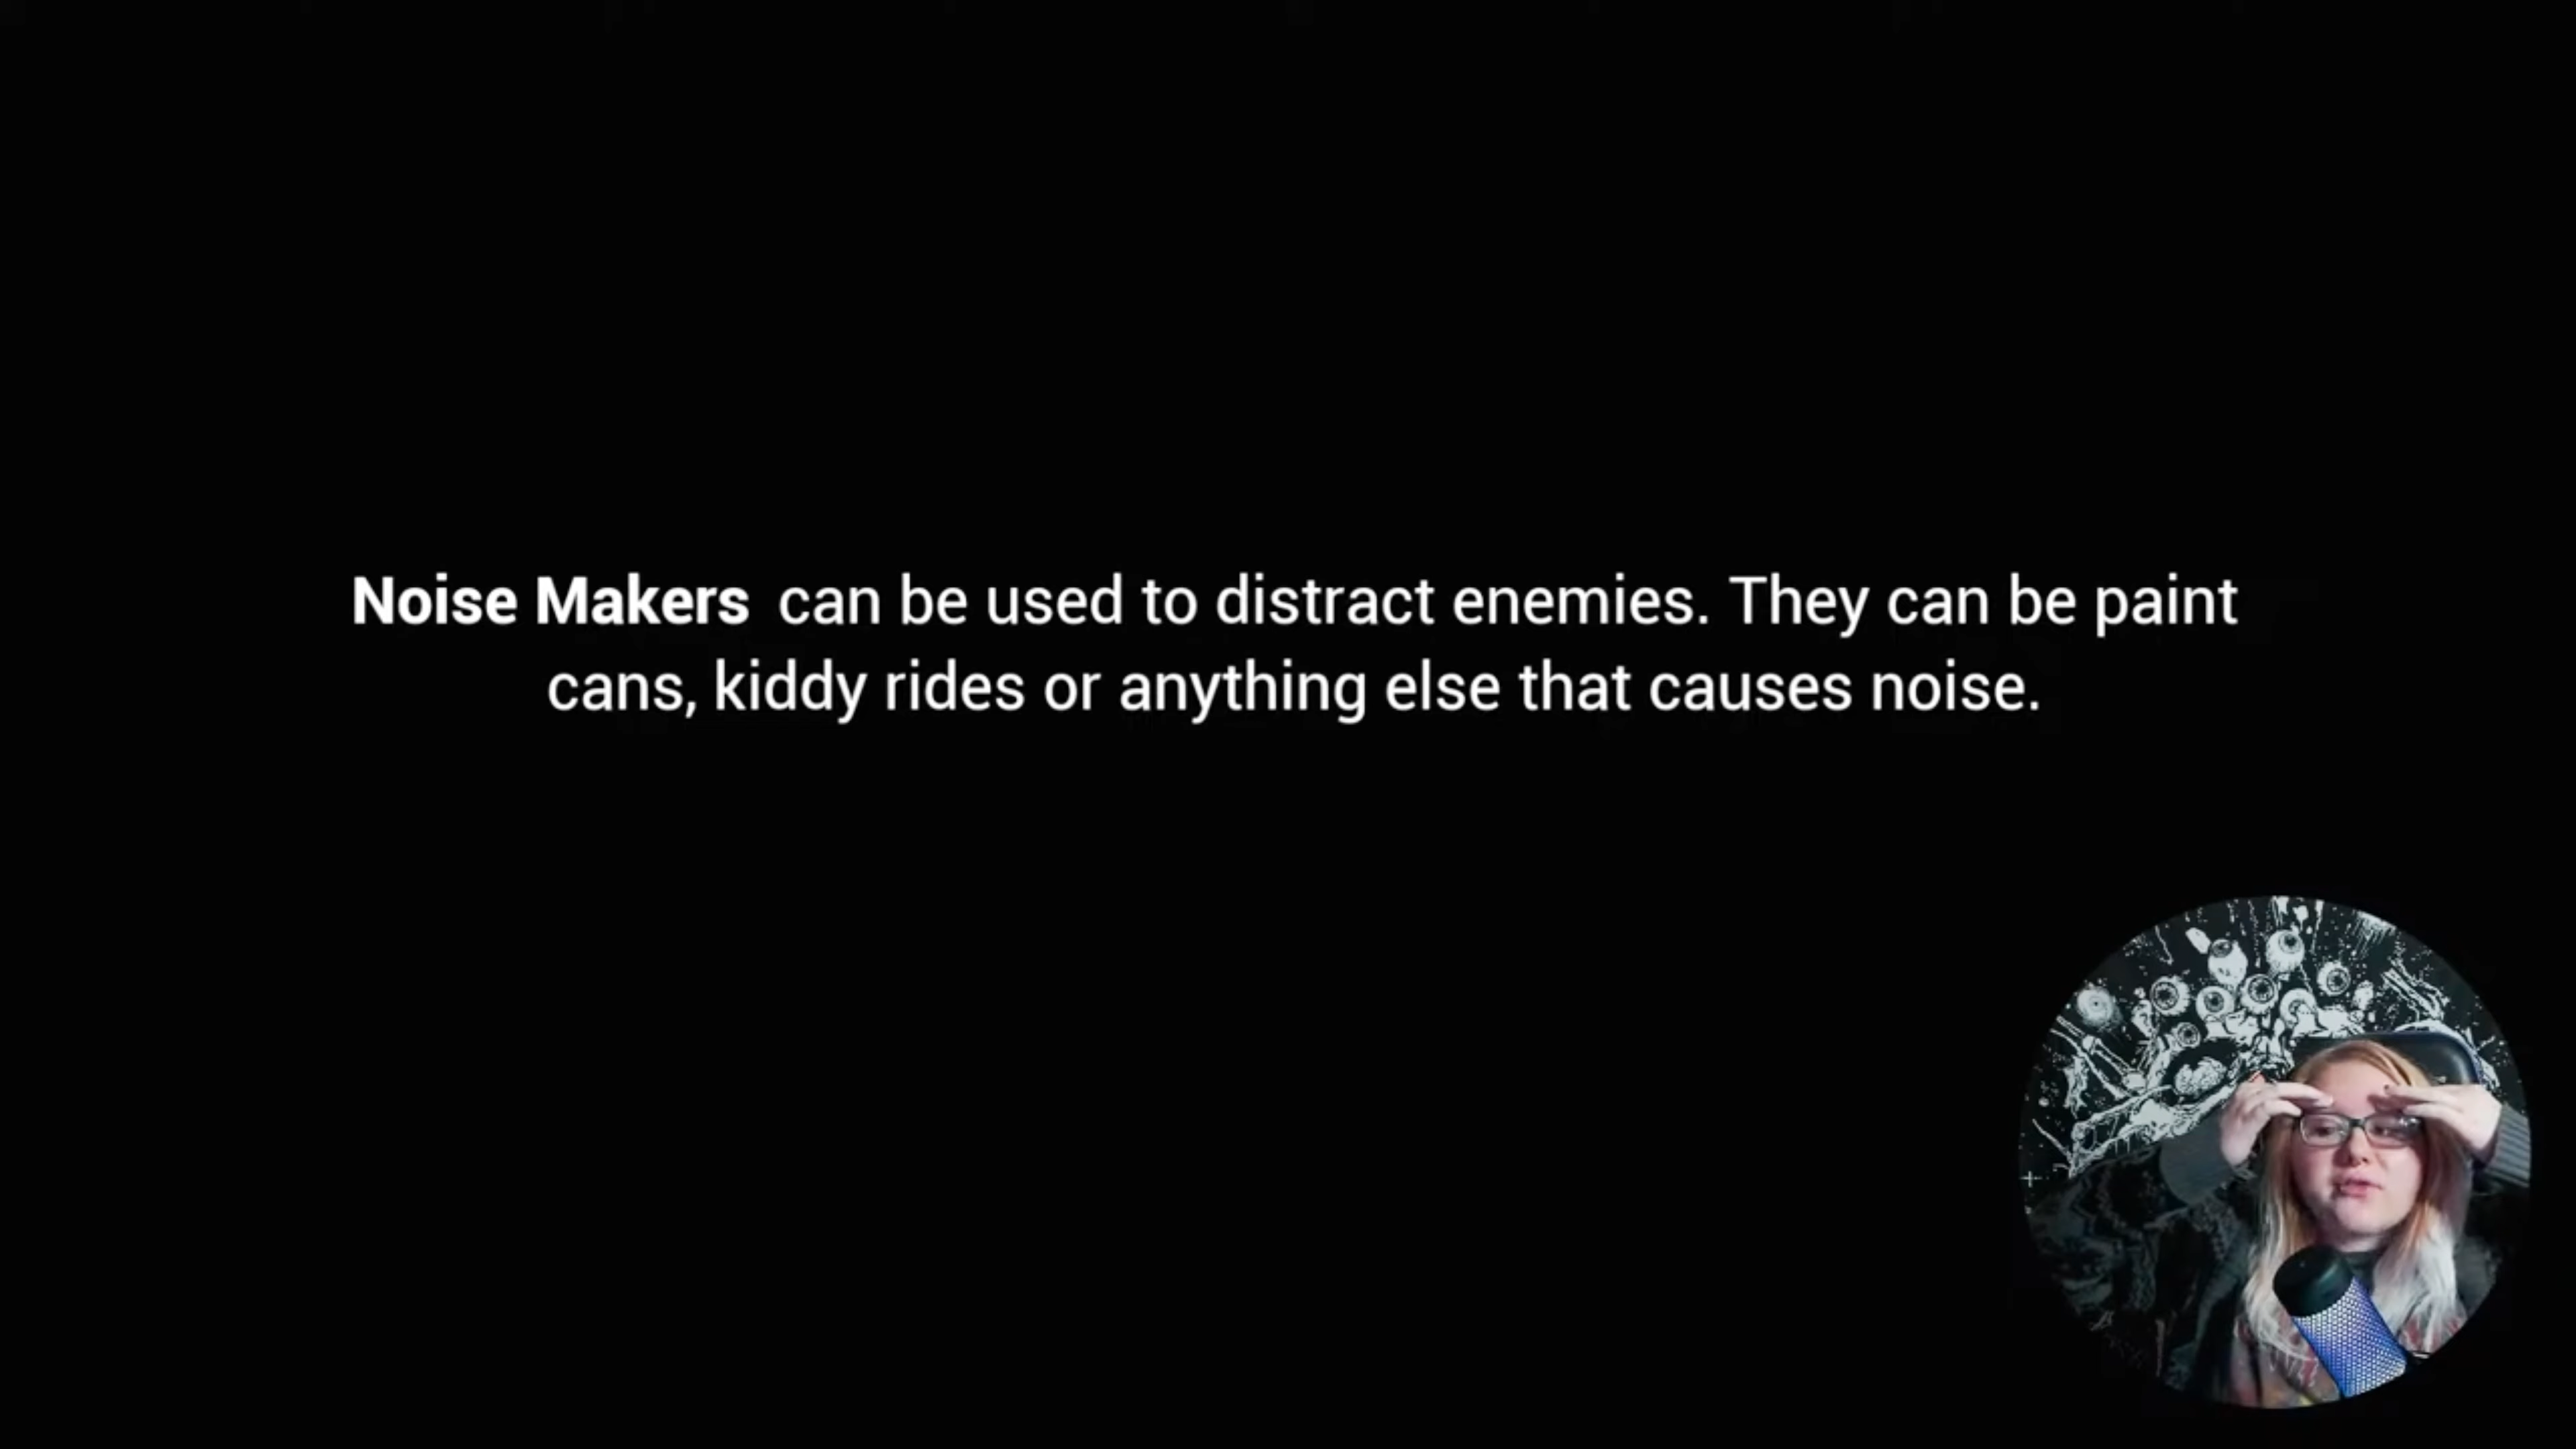 Noise Makers can be used to distract enemies. They can be paint
cans, kiddy rides or anything else that causes noise.